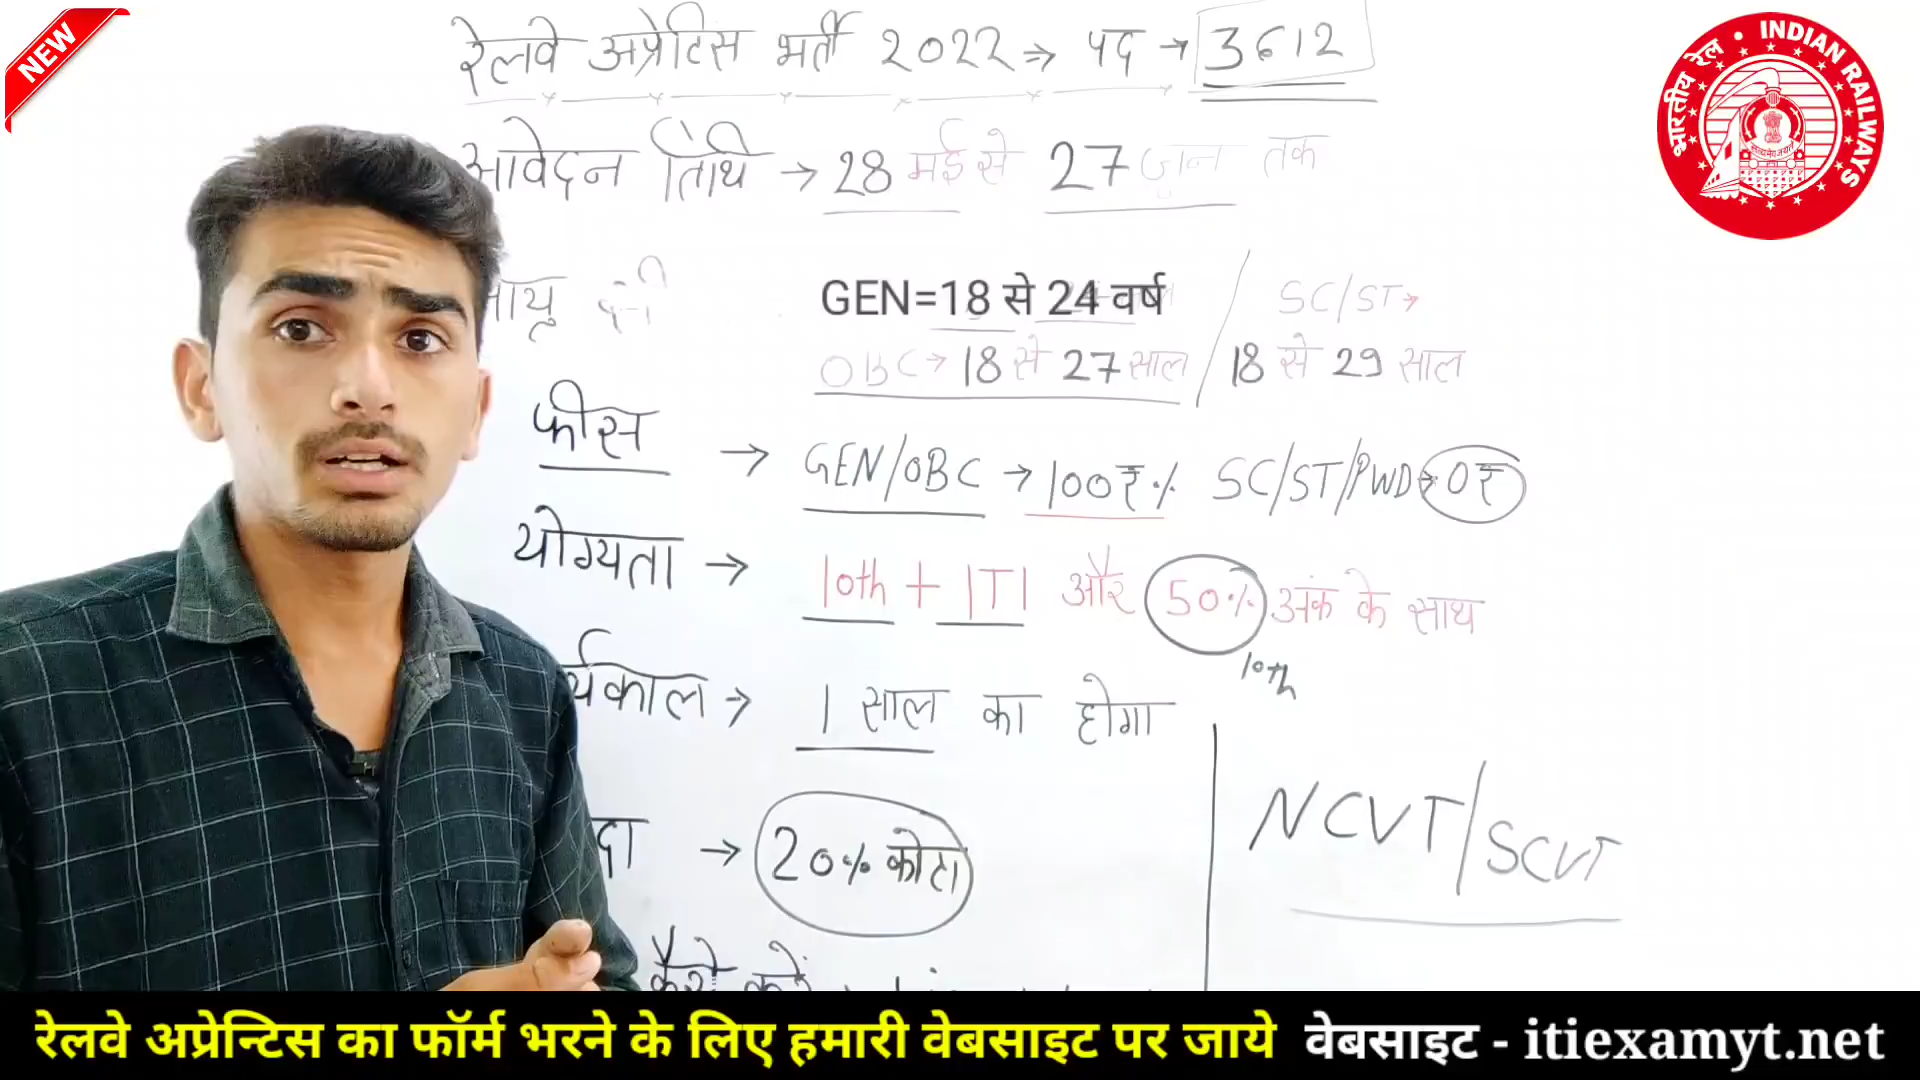 NEW
रेलवे अप्रेटिस भर्ती 2022 ⇒ पद → 3612
भारतीय रेल • INDIAN RAILWAYS
आवेदन तिथि → 28 मई से 27 जून तक
GEN=18 से 24 वर्ष / SC/ST→
OBC → 18 से 27 साल / 18 से 29 साल
फीस → GEN/OBC → 100₹% SC/ST/PWD→ 0₹
योग्यता → 10th + ITI और 50% अंक के साथ
10th
र्यकाल → 1 साल का होगा
NCVT/SCVT
दा → 20% कोटा
कैसे करें
रेलवे अप्रेन्टिस का फॉर्म भरने के लिए हमारी वेबसाइट पर जाये वेबसाइट - itiexamyt.net